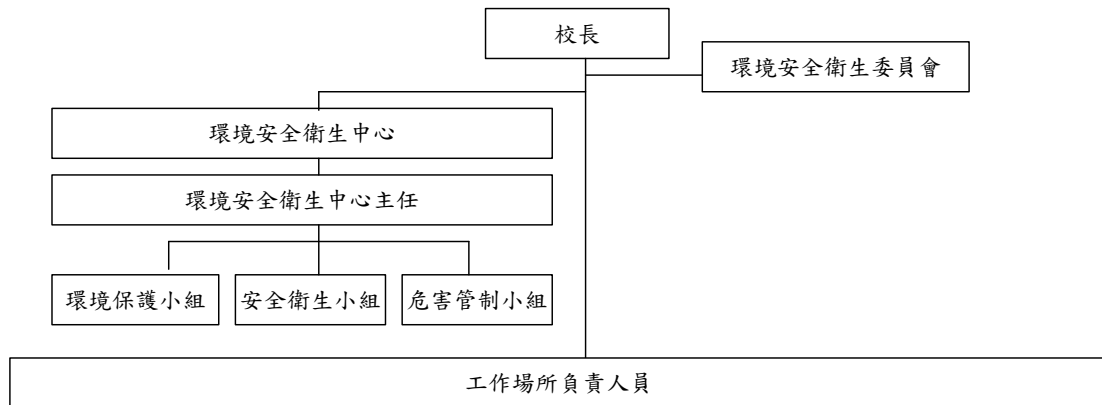 校長
環境安全衛生委員會
環境安全衛生中心
環境安全衛生中心主任
環境保護小組
安全衛生小組
危害管制小組
工作場所負責人員